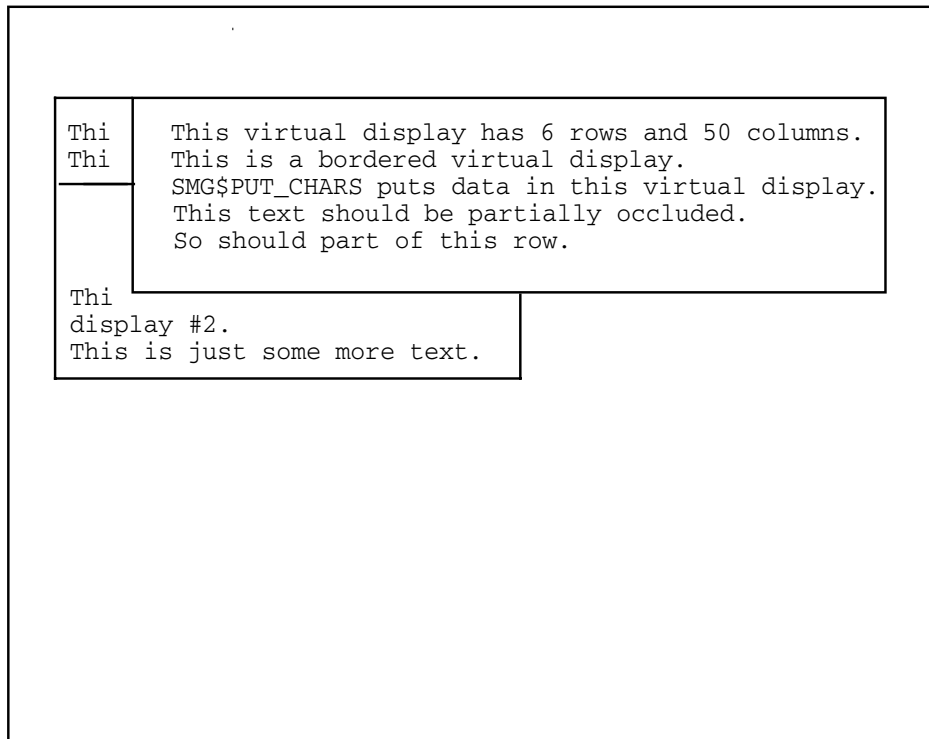 Thi This virtual display has 6 rows and 50 columns.
Thi This is a bordered virtual display.
SMG$PUT_CHARS puts data in this virtual display.
This text should be partially occluded.
So should part of this row.
Thi
display #2.
This is just some more text.